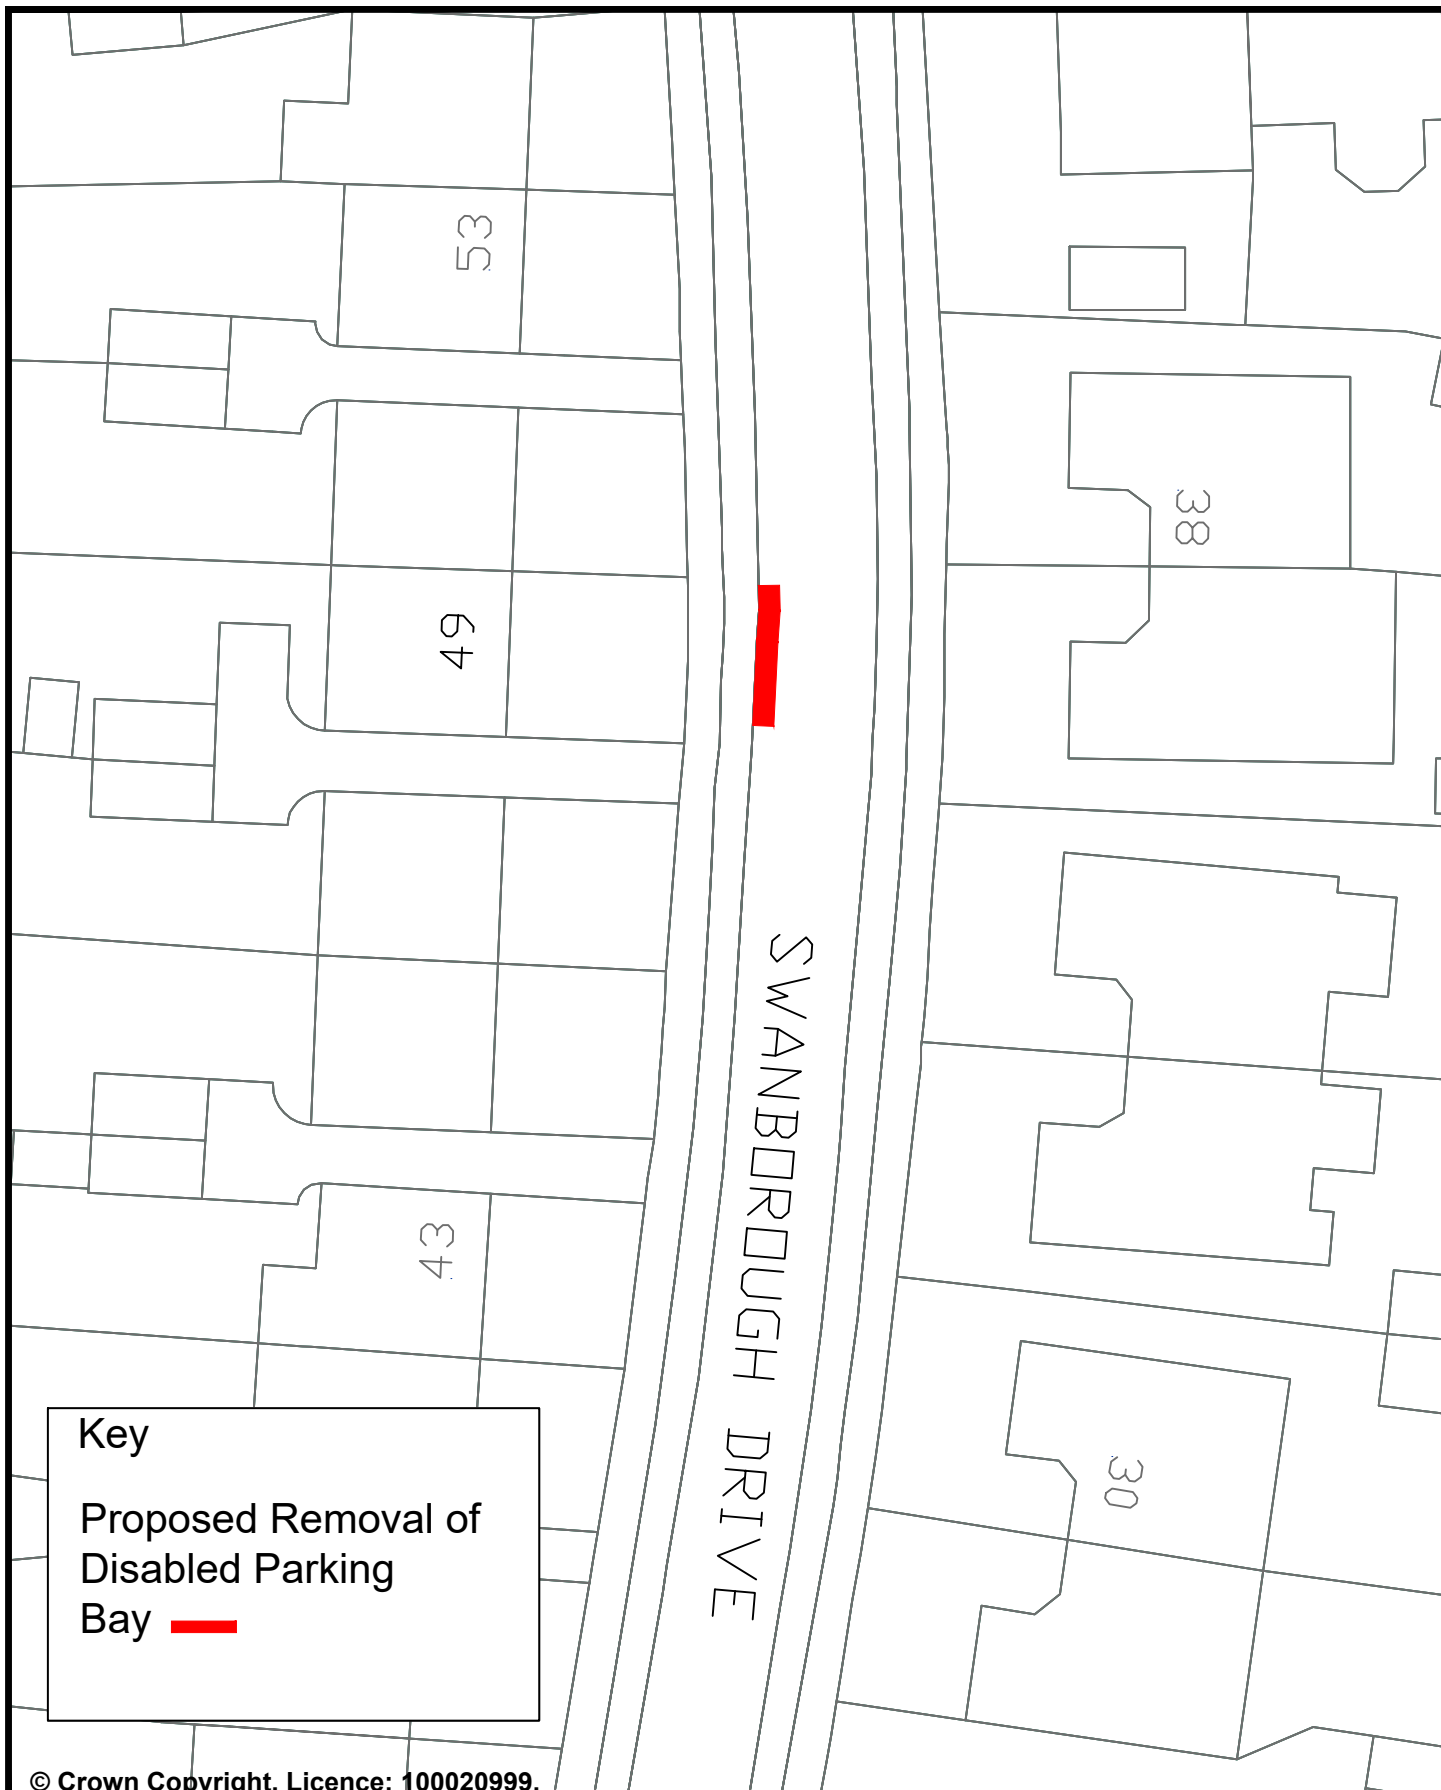 53
38
49
SWANBOROUGH DRIVE
43
30
Key
Proposed Removal of
Disabled Parking
Bay
© Crown Copyright. Licence: 100020999.